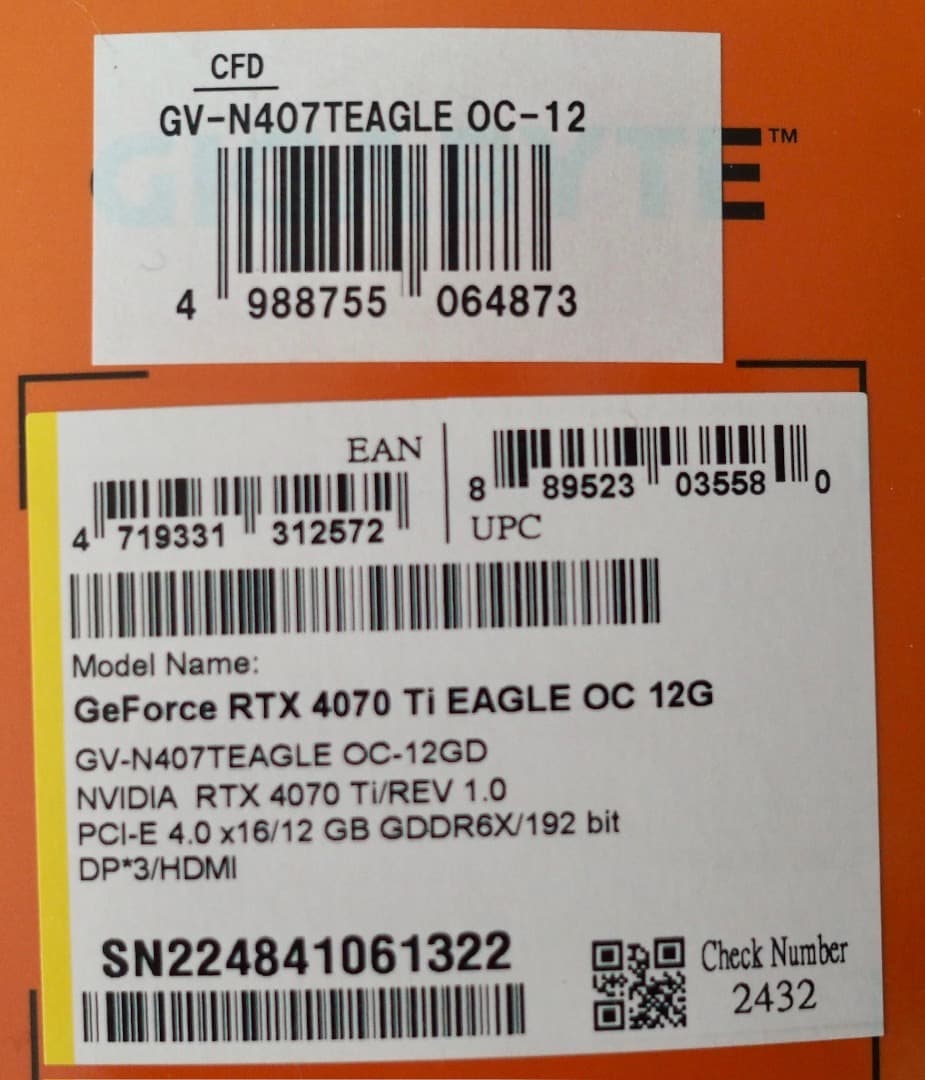 CFD
GV-N407TEAGLE OC-12
GIGABYTE™
4 988755 064873
EAN
4 719331 312572
8 89523 03558 0
UPC
Model Name:
GeForce RTX 4070 Ti EAGLE OC 12G
GV-N407TEAGLE OC-12GD
NVIDIA RTX 4070 Ti/REV 1.0
PCI-E 4.0 x16/12 GB GDDR6X/192 bit
DP*3/HDMI
SN224841061322
Check Number
2432